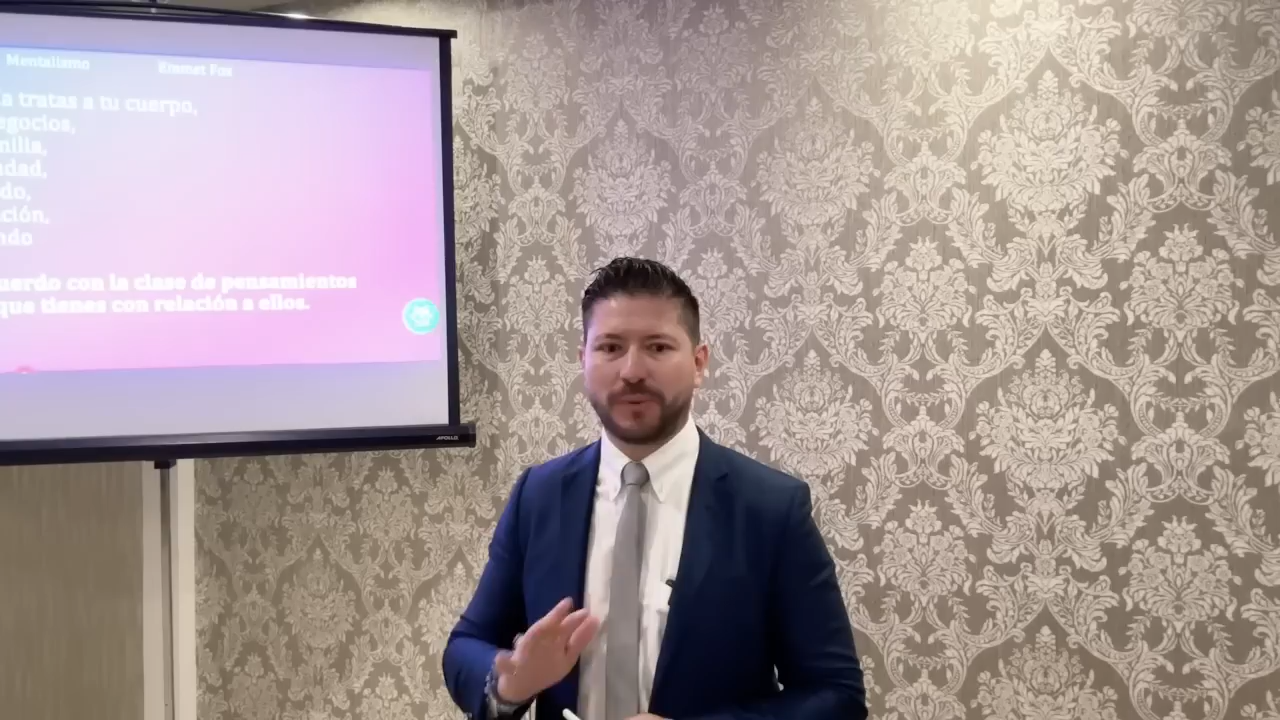 Mentalismo Emmet Fox
a tratas a tu cuerpo,
egocios,
milia,
dad,
do,
ción,
ndo
uerdo con la clase de pensamientos
que tienes con relación a ellos.
APOLLO